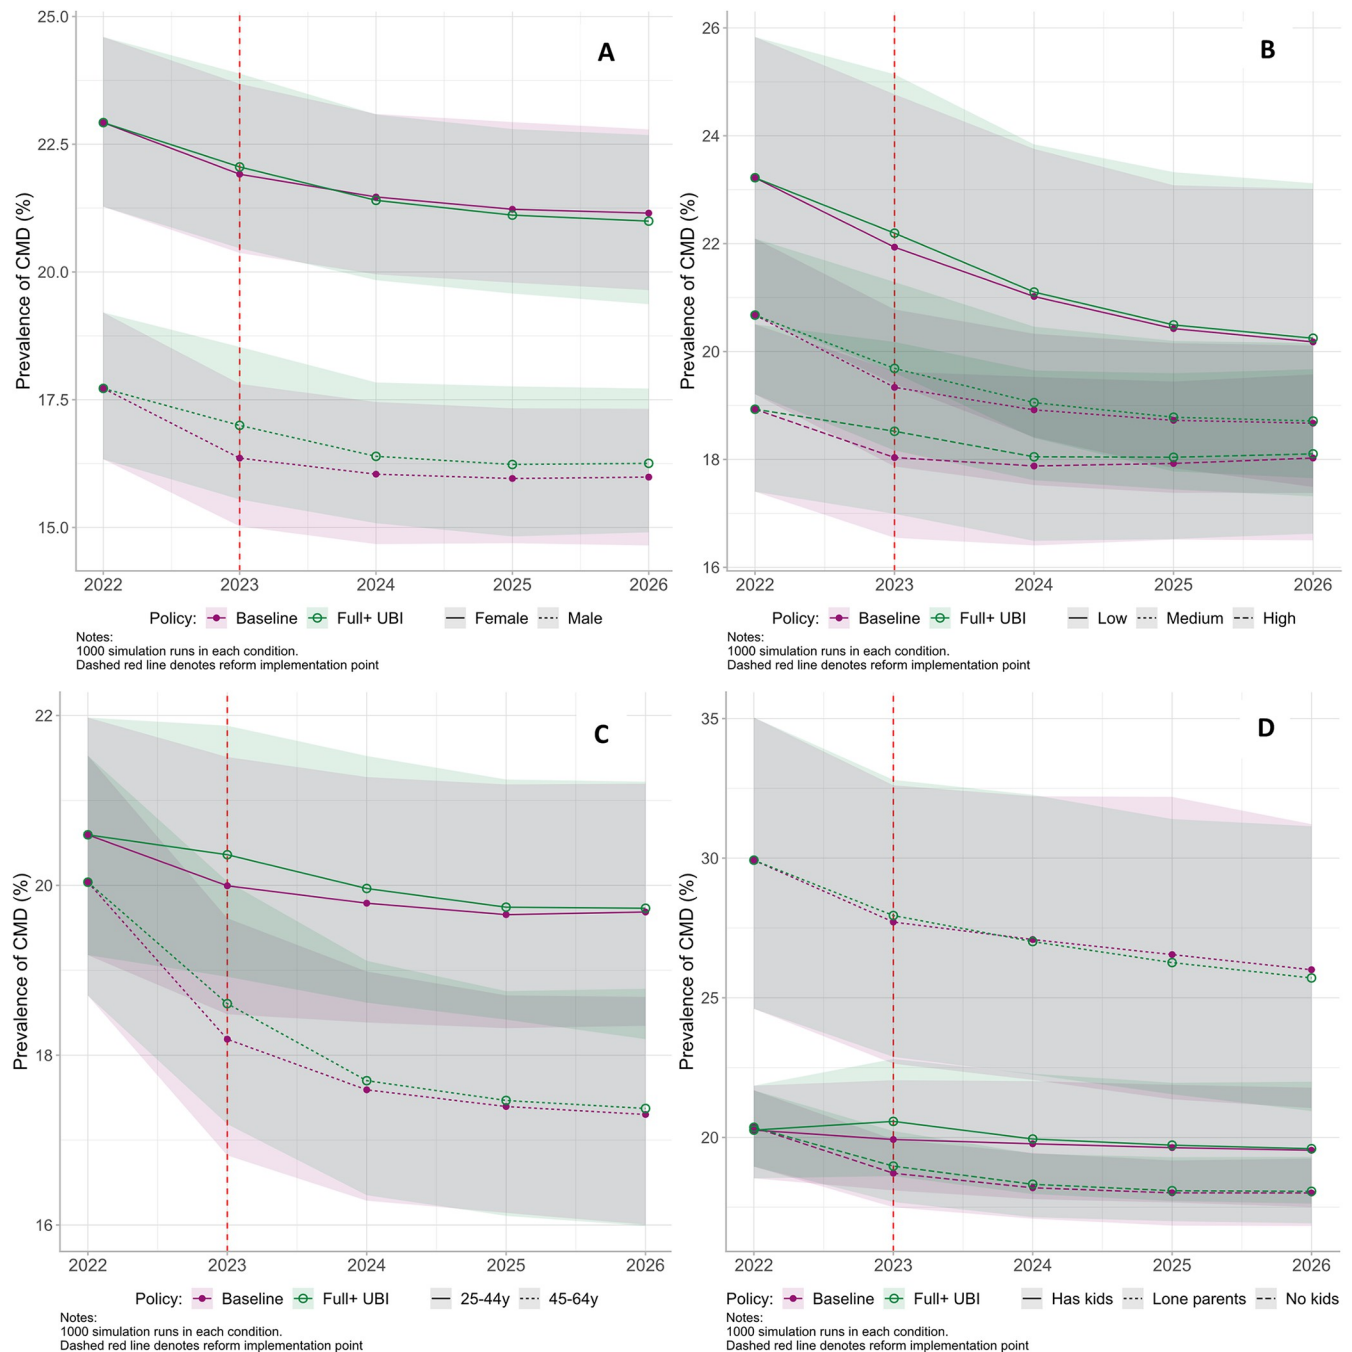 A
Prevalence of CMD (%)
25.0
22.5
20.0
17.5
15.0
2022 2023 2024 2025 2026
Policy: Baseline Full+ UBI Female Male
Notes:
1000 simulation runs in each condition.
Dashed red line denotes reform implementation point
B
Prevalence of CMD (%)
26
24
22
20
18
16
2022 2023 2024 2025 2026
Policy: Baseline Full+ UBI Low Medium High
Notes:
1000 simulation runs in each condition.
Dashed red line denotes reform implementation point
C
Prevalence of CMD (%)
22
20
18
16
2022 2023 2024 2025 2026
Policy: Baseline Full+ UBI 25-44y 45-64y
Notes:
1000 simulation runs in each condition.
Dashed red line denotes reform implementation point
D
Prevalence of CMD (%)
35
30
25
20
2022 2023 2024 2025 2026
Policy: Baseline Full+ UBI Has kids Lone parents No kids
Notes:
1000 simulation runs in each condition.
Dashed red line denotes reform implementation point